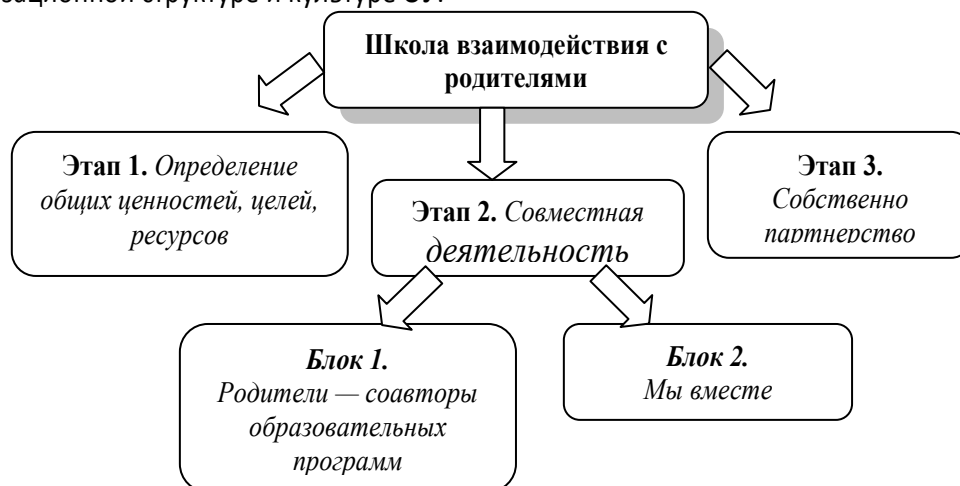 Школа взаимодействия с
родителями
Этап 1. Определение
общих ценностей, целей,
ресурсов
Этап 2. Совместная
деятельность
Этап 3.
Собственно
партнерство
Блок 1.
Родители — соавторы
образовательных
программ
Блок 2.
Мы вместе